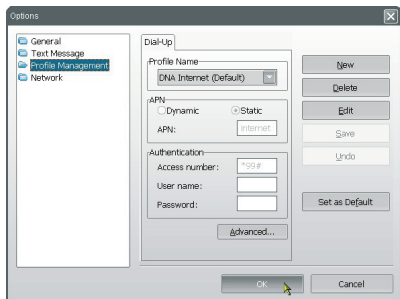 Options
General
Text Message
Profile Management
Network
Dial-Up
Profile Name
DNA Internet (Default)
APN
Dynamic
Static
APN:
internet
Authentication
Access number:
*99#
User name:
Password:
Advanced...
New
Delete
Edit
Save
Undo
Set as Default
OK
Cancel